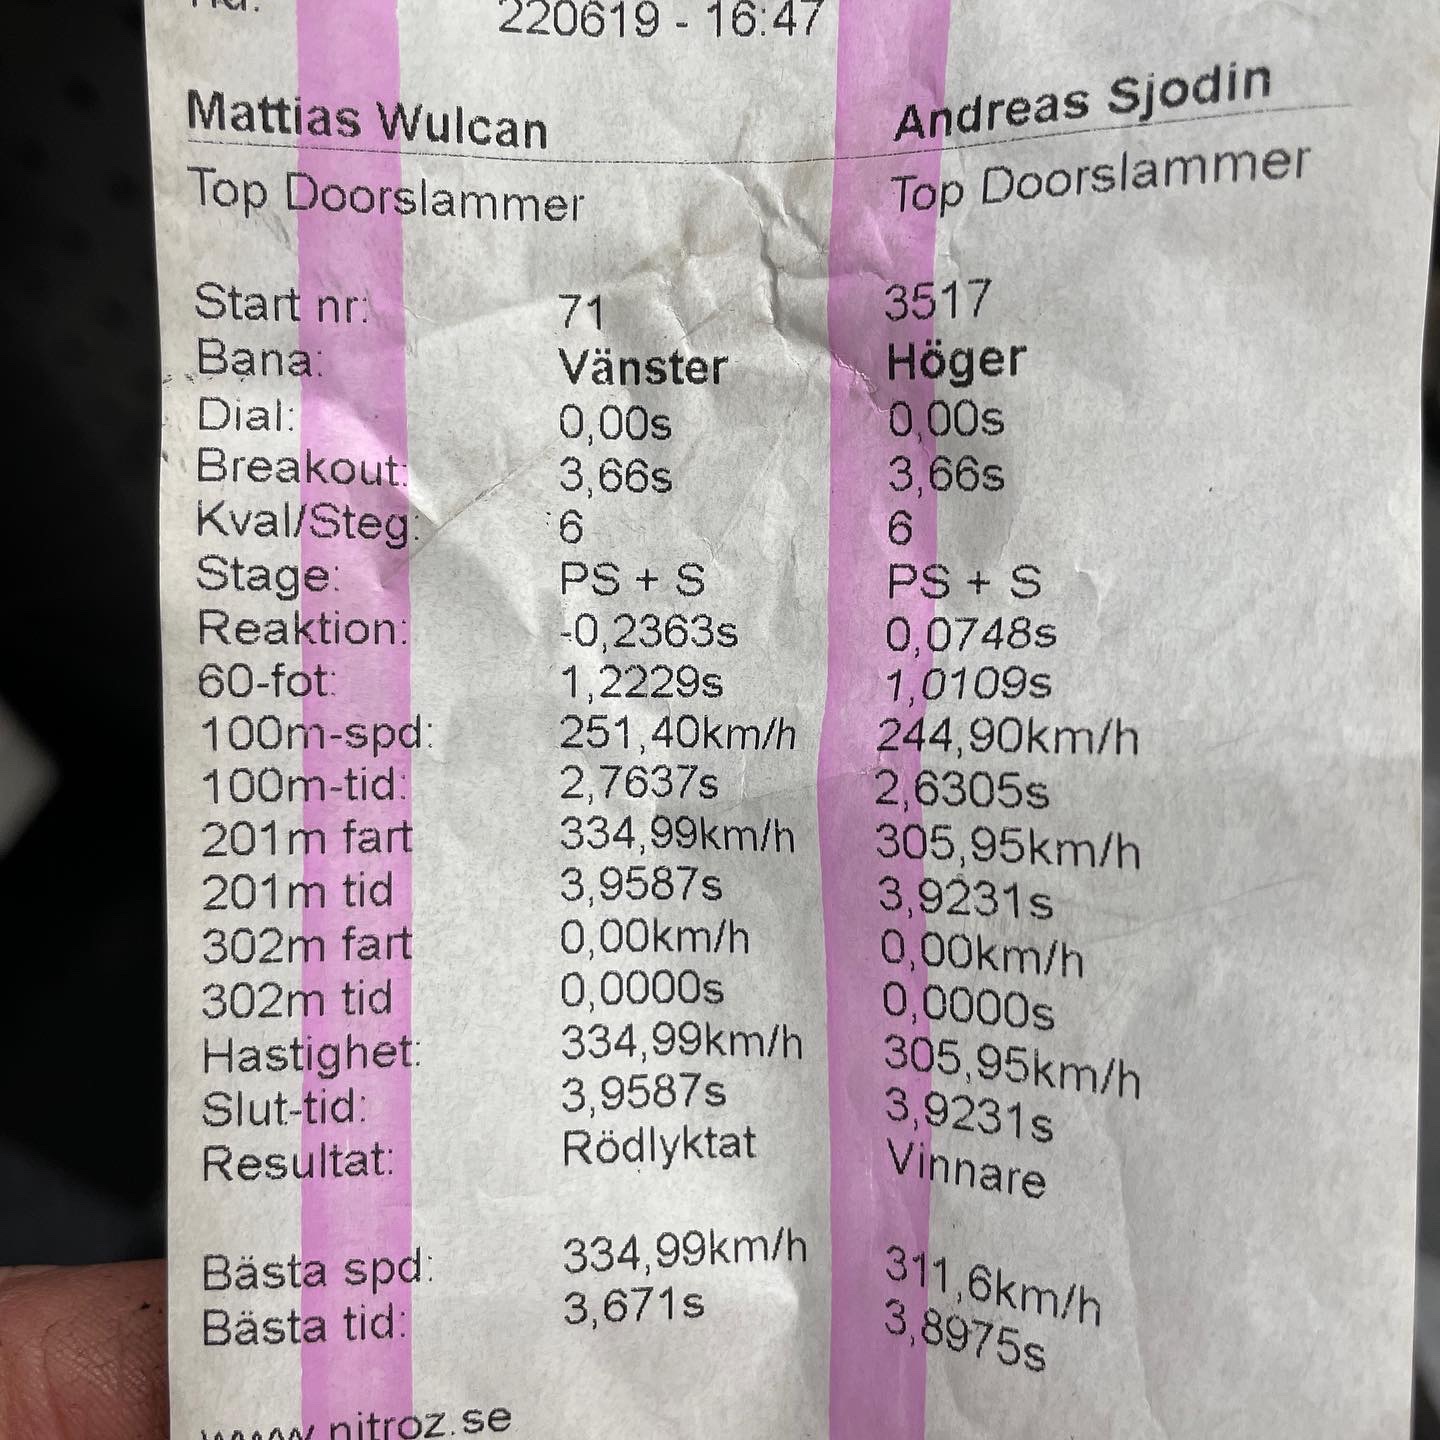 220619 - 16:47
Mattias Wulcan Andreas Sjodin
Top Doorslammer Top Doorslammer
Start nr: 71 3517
Bana: Vänster Höger
Dial: 0,00s 0,00s
Breakout: 3,66s 3,66s
Kval/Steg: 6 6
Stage: PS + S PS + S
Reaktion: -0,2363s 0,0748s
60-fot: 1,2229s 1,0109s
100m-spd: 251,40km/h 244,90km/h
100m-tid: 2,7637s 2,6305s
201m fart 334,99km/h 305,95km/h
201m tid 3,9587s 3,9231s
302m fart 0,00km/h 0,00km/h
302m tid 0,0000s 0,0000s
Hastighet: 334,99km/h 305,95km/h
Slut-tid: 3,9587s 3,9231s
Resultat: Rödlyktat Vinnare
Bästa spd: 334,99km/h 311,6km/h
Bästa tid: 3,671s 3,8975s
www.nitroz.se